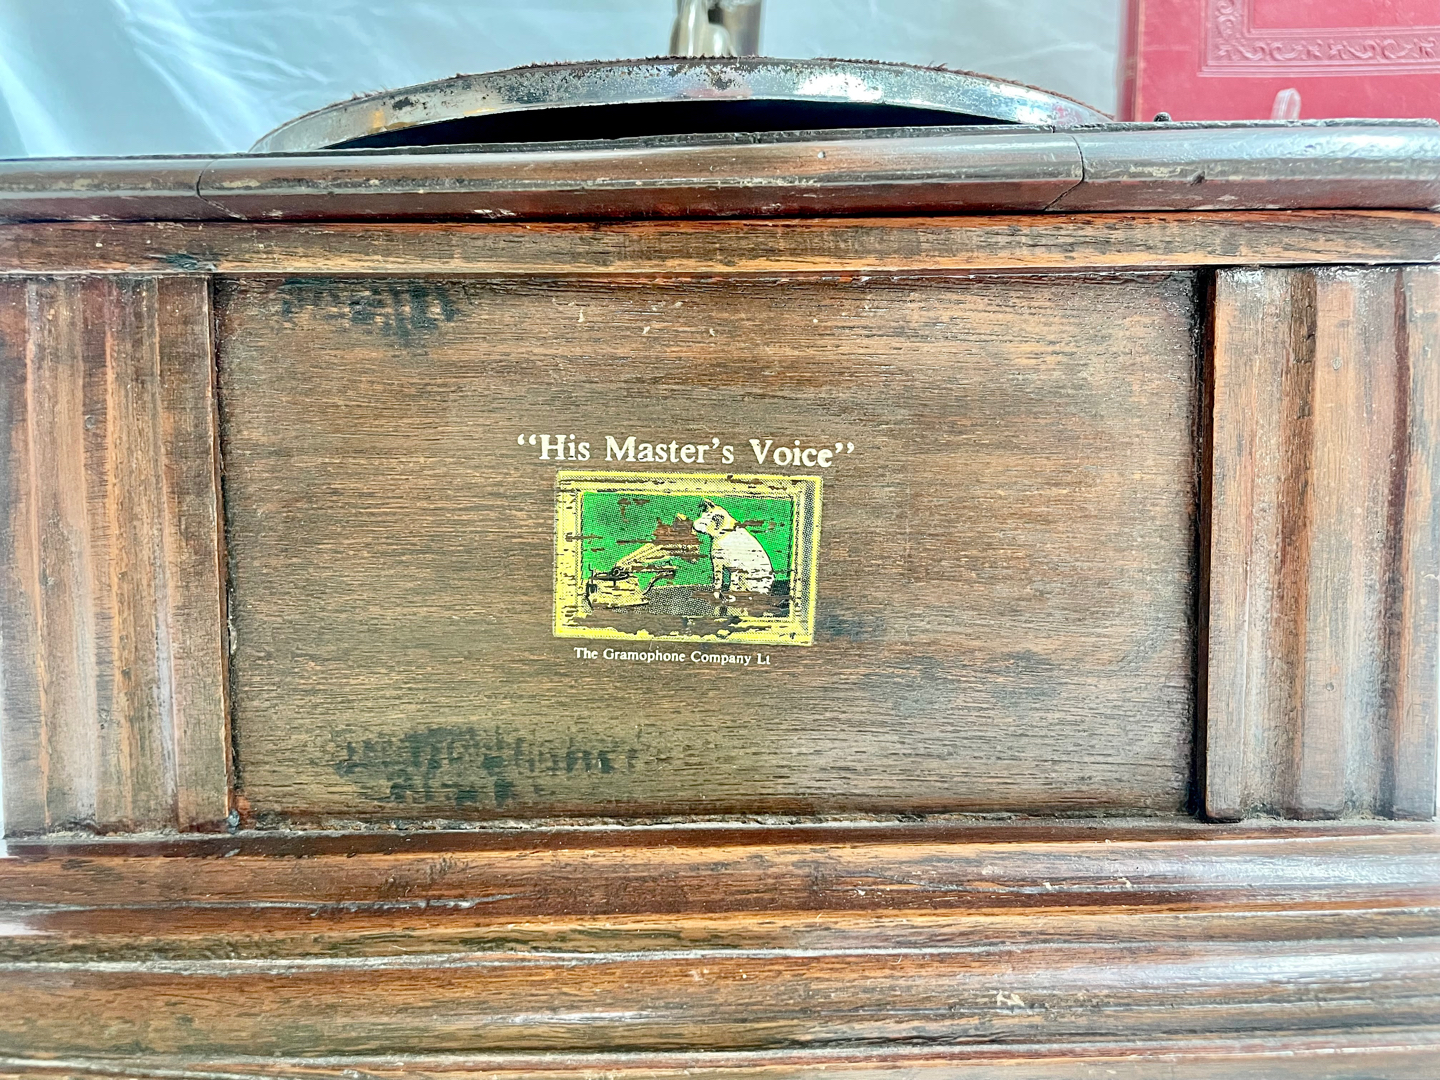 “His Master’s Voice”
The Gramophone Company Lt